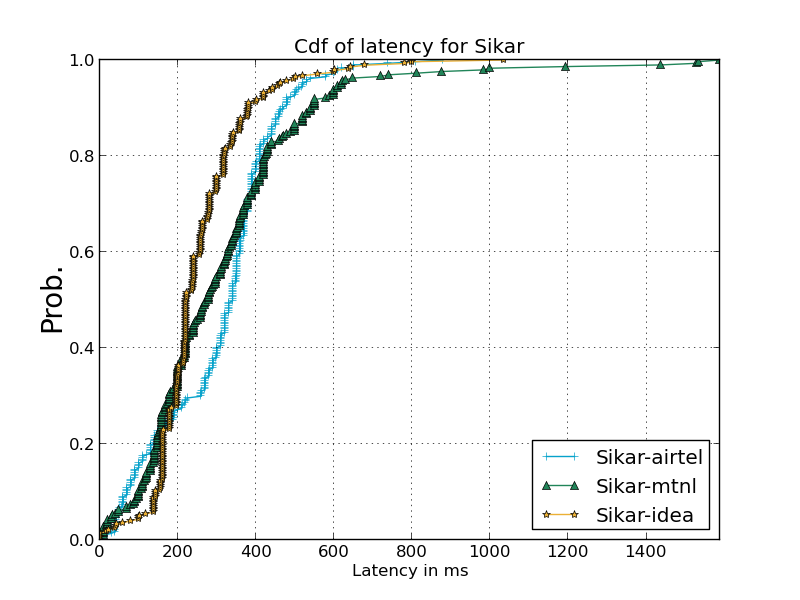 Cdf of latency for Sikar
Prob.
1.0
0.8
0.6
0.4
0.2
0.0
0 200 400 600 800 1000 1200 1400
Latency in ms
Sikar-airtel
Sikar-mtnl
Sikar-idea